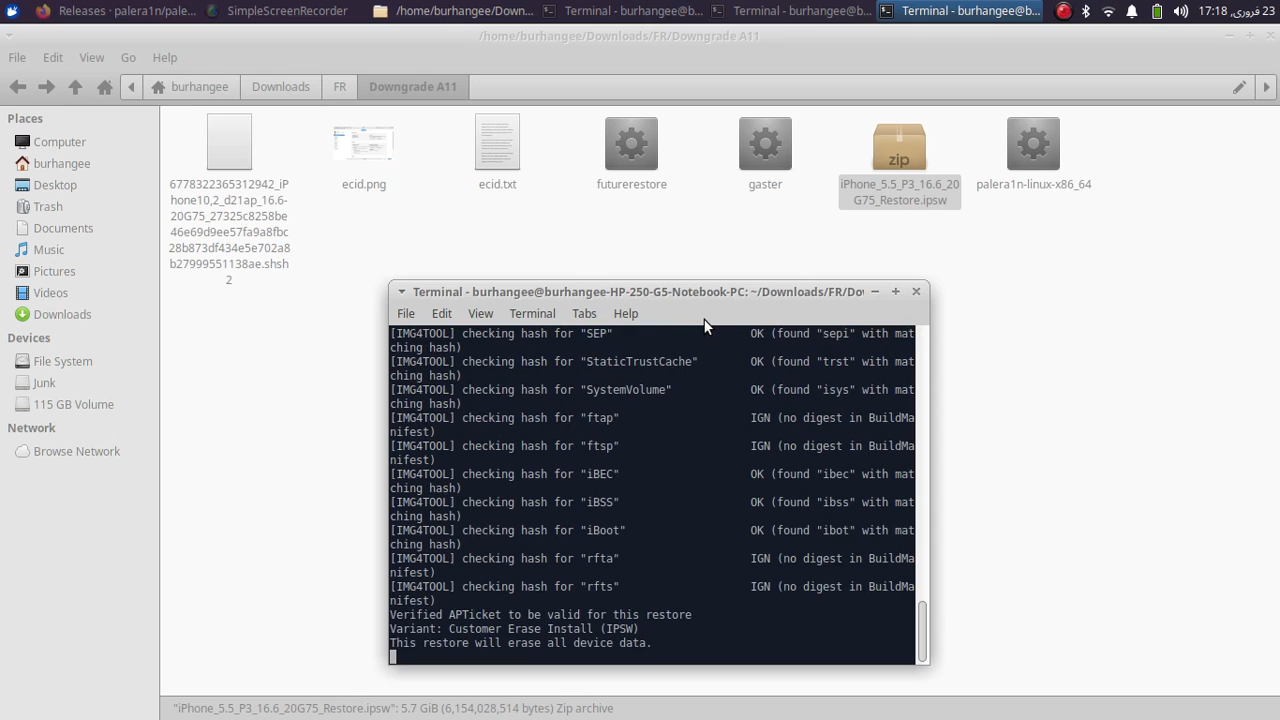 Releases · palera1n/pale...
SimpleScreenRecorder
/home/burhangee/Down...
Terminal - burhangee@b...
Terminal - burhangee@b...
Terminal - burhangee@b...
23 فروری, 17:18
/home/burhangee/Downloads/FR/Downgrade A11
File Edit View Go Help
burhangee Downloads FR Downgrade A11
Places
Computer
burhangee
Desktop
Trash
Documents
Music
Pictures
Videos
Downloads
Devices
File System
Junk
115 GB Volume
Network
Browse Network
6778322365312942_iP
hone10,2_d21ap_16.6-
20G75_27325c8258be
46e69d9ee57fa9a8fbc
28b873df434e5e702a8
b27999551138ae.shsh
2
ecid.png
ecid.txt
futurerestore
gaster
zip
iPhone_5.5_P3_16.6_20
G75_Restore.ipsw
palera1n-linux-x86_64
Terminal - burhangee@burhangee-HP-250-G5-Notebook-PC: ~/Downloads/FR/Dow
File Edit View Terminal Tabs Help
[IMG4TOOL] checking hash for "SEP" OK (found "sepi" with mat
ching hash)
[IMG4TOOL] checking hash for "StaticTrustCache" OK (found "trst" with mat
ching hash)
[IMG4TOOL] checking hash for "SystemVolume" OK (found "isys" with mat
ching hash)
[IMG4TOOL] checking hash for "ftap" IGN (no digest in BuildMa
nifest)
[IMG4TOOL] checking hash for "ftsp" IGN (no digest in BuildMa
nifest)
[IMG4TOOL] checking hash for "iBEC" OK (found "ibec" with mat
ching hash)
[IMG4TOOL] checking hash for "iBSS" OK (found "ibss" with mat
ching hash)
[IMG4TOOL] checking hash for "iBoot" OK (found "ibot" with mat
ching hash)
[IMG4TOOL] checking hash for "rfta" IGN (no digest in BuildMa
nifest)
[IMG4TOOL] checking hash for "rfts" IGN (no digest in BuildMa
nifest)
Verified APTicket to be valid for this restore
Variant: Customer Erase Install (IPSW)
This restore will erase all device data.
"iPhone_5.5_P3_16.6_20G75_Restore.ipsw": 5.7 GiB (6,154,028,514 bytes) Zip archive